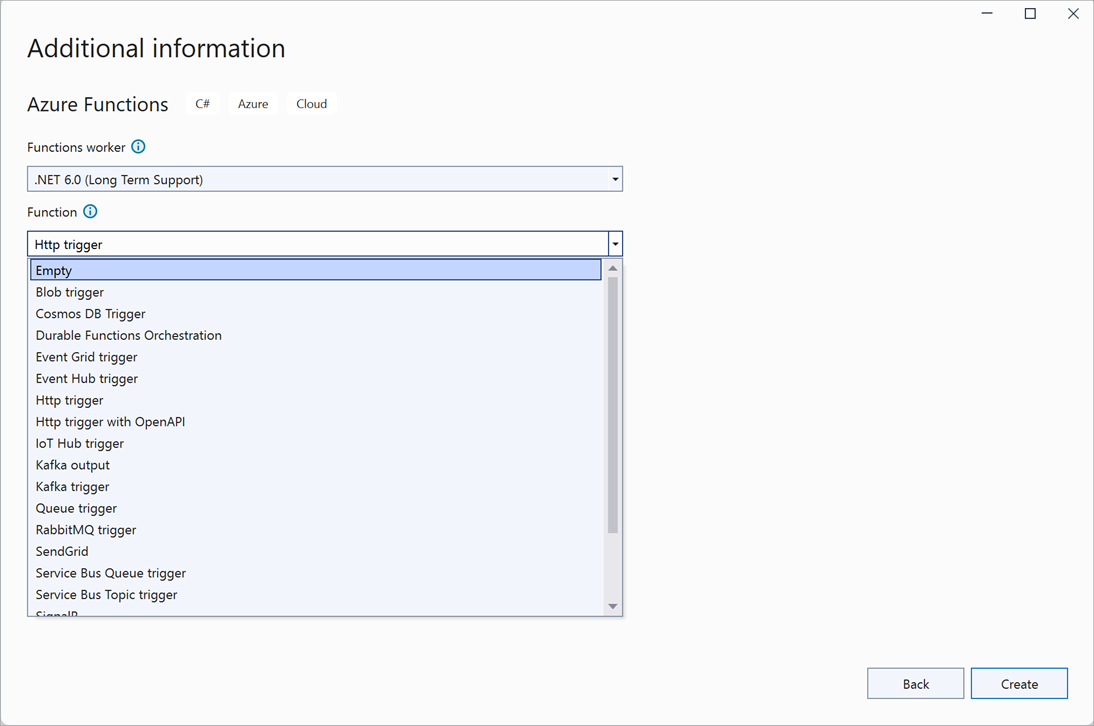 Additional information
Azure Functions C# Azure Cloud
Functions worker
.NET 6.0 (Long Term Support)
Function
Http trigger
Empty
Blob trigger
Cosmos DB Trigger
Durable Functions Orchestration
Event Grid trigger
Event Hub trigger
Http trigger
Http trigger with OpenAPI
IoT Hub trigger
Kafka output
Kafka trigger
Queue trigger
RabbitMQ trigger
SendGrid
Service Bus Queue trigger
Service Bus Topic trigger
SignalR
Back Create